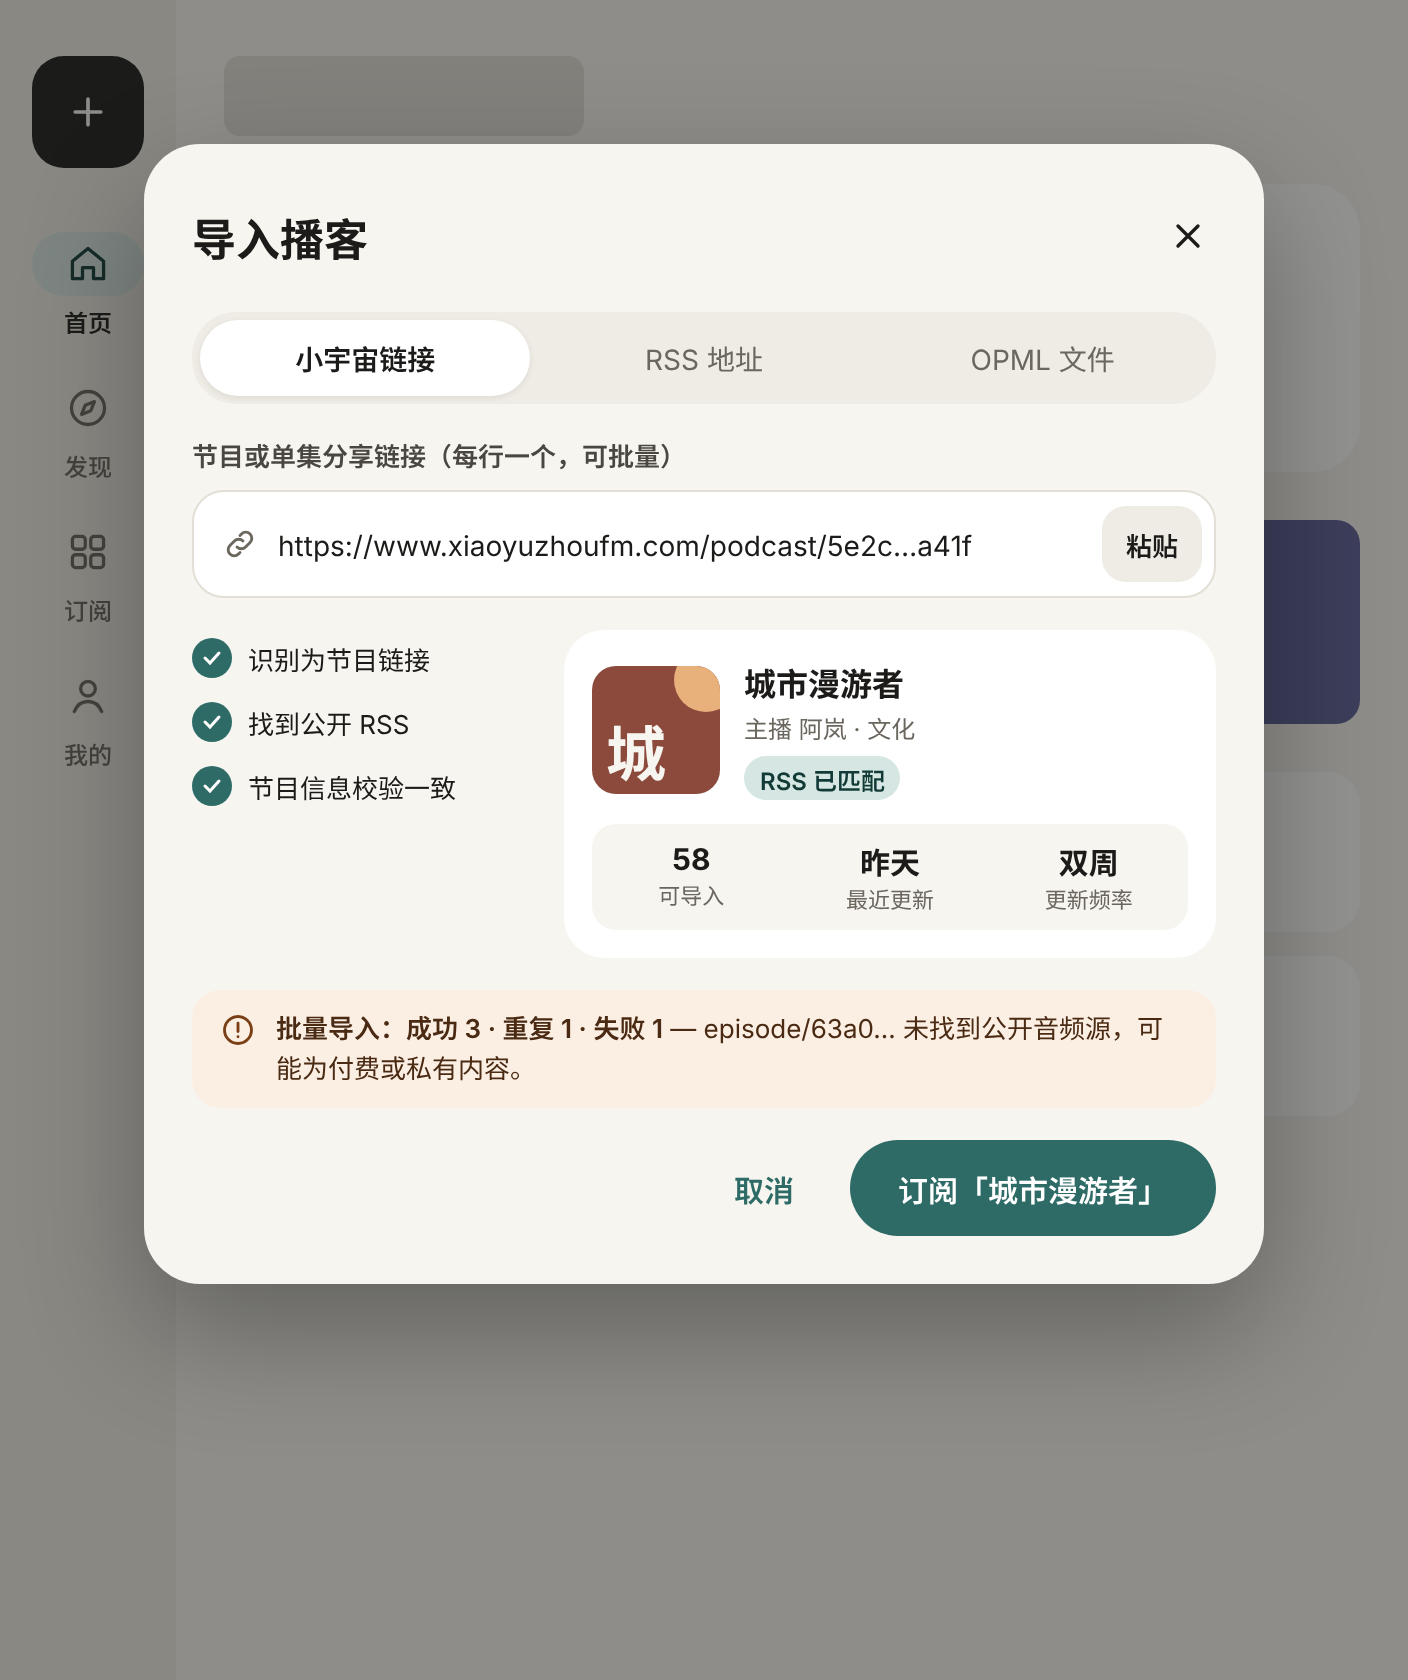 首页
发现
订阅
我的
导入播客
小宇宙链接
RSS 地址
OPML 文件
节目或单集分享链接（每行一个，可批量）
https://www.xiaoyuzhoufm.com/podcast/5e2c...a41f
粘贴
识别为节目链接
找到公开 RSS
节目信息校验一致
城
城市漫游者
主播 阿岚 · 文化
RSS 已匹配
58
可导入
昨天
最近更新
双周
更新频率
批量导入：成功 3 · 重复 1 · 失败 1 — episode/63a0... 未找到公开音频源，可
能为付费或私有内容。
取消
订阅「城市漫游者」